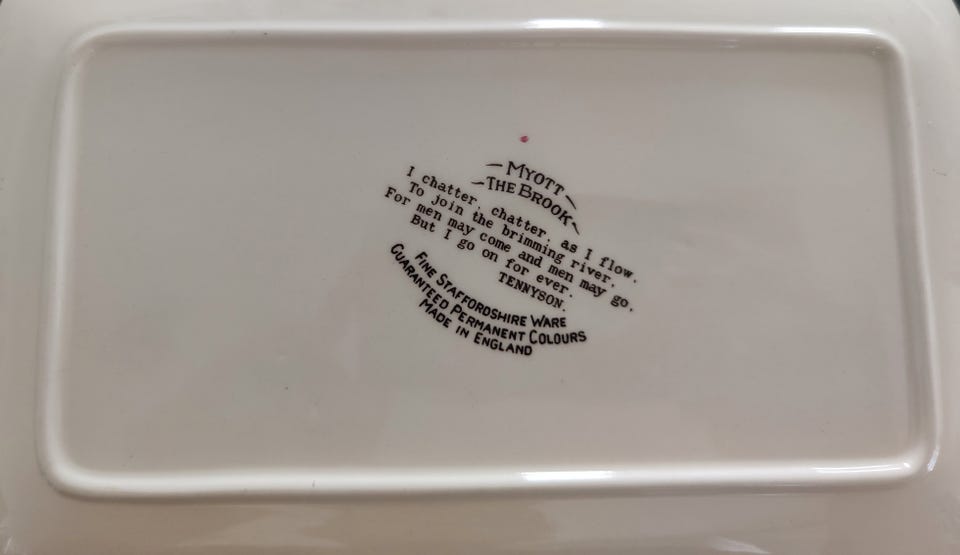 MYOTT
THE BROOK
I chatter, chatter, as I flow.
To join the brimming river.
For men may come and men may go.
But I go on for ever.
TENNYSON.
FINE STAFFORDSHIRE WARE
GUARANTEED PERMANENT COLOURS
MADE IN ENGLAND